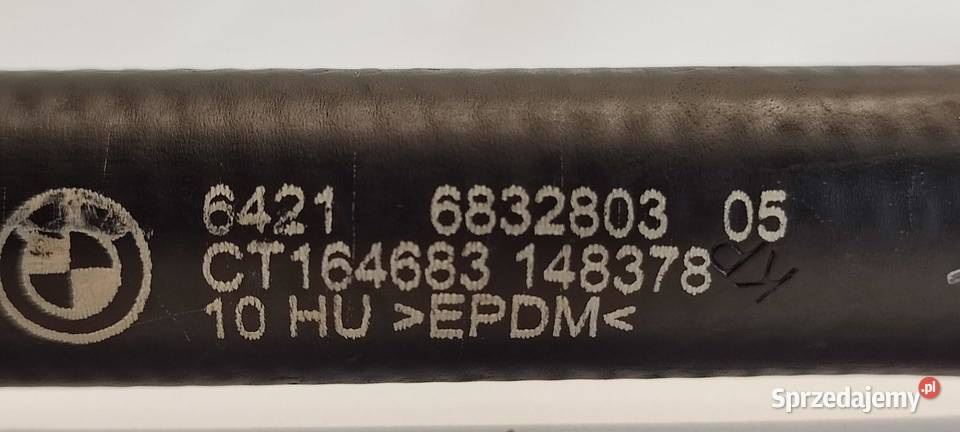 6421 6832803 05
CT164683 148378
10 HU >EPDM<
Sprzedajemy.pl